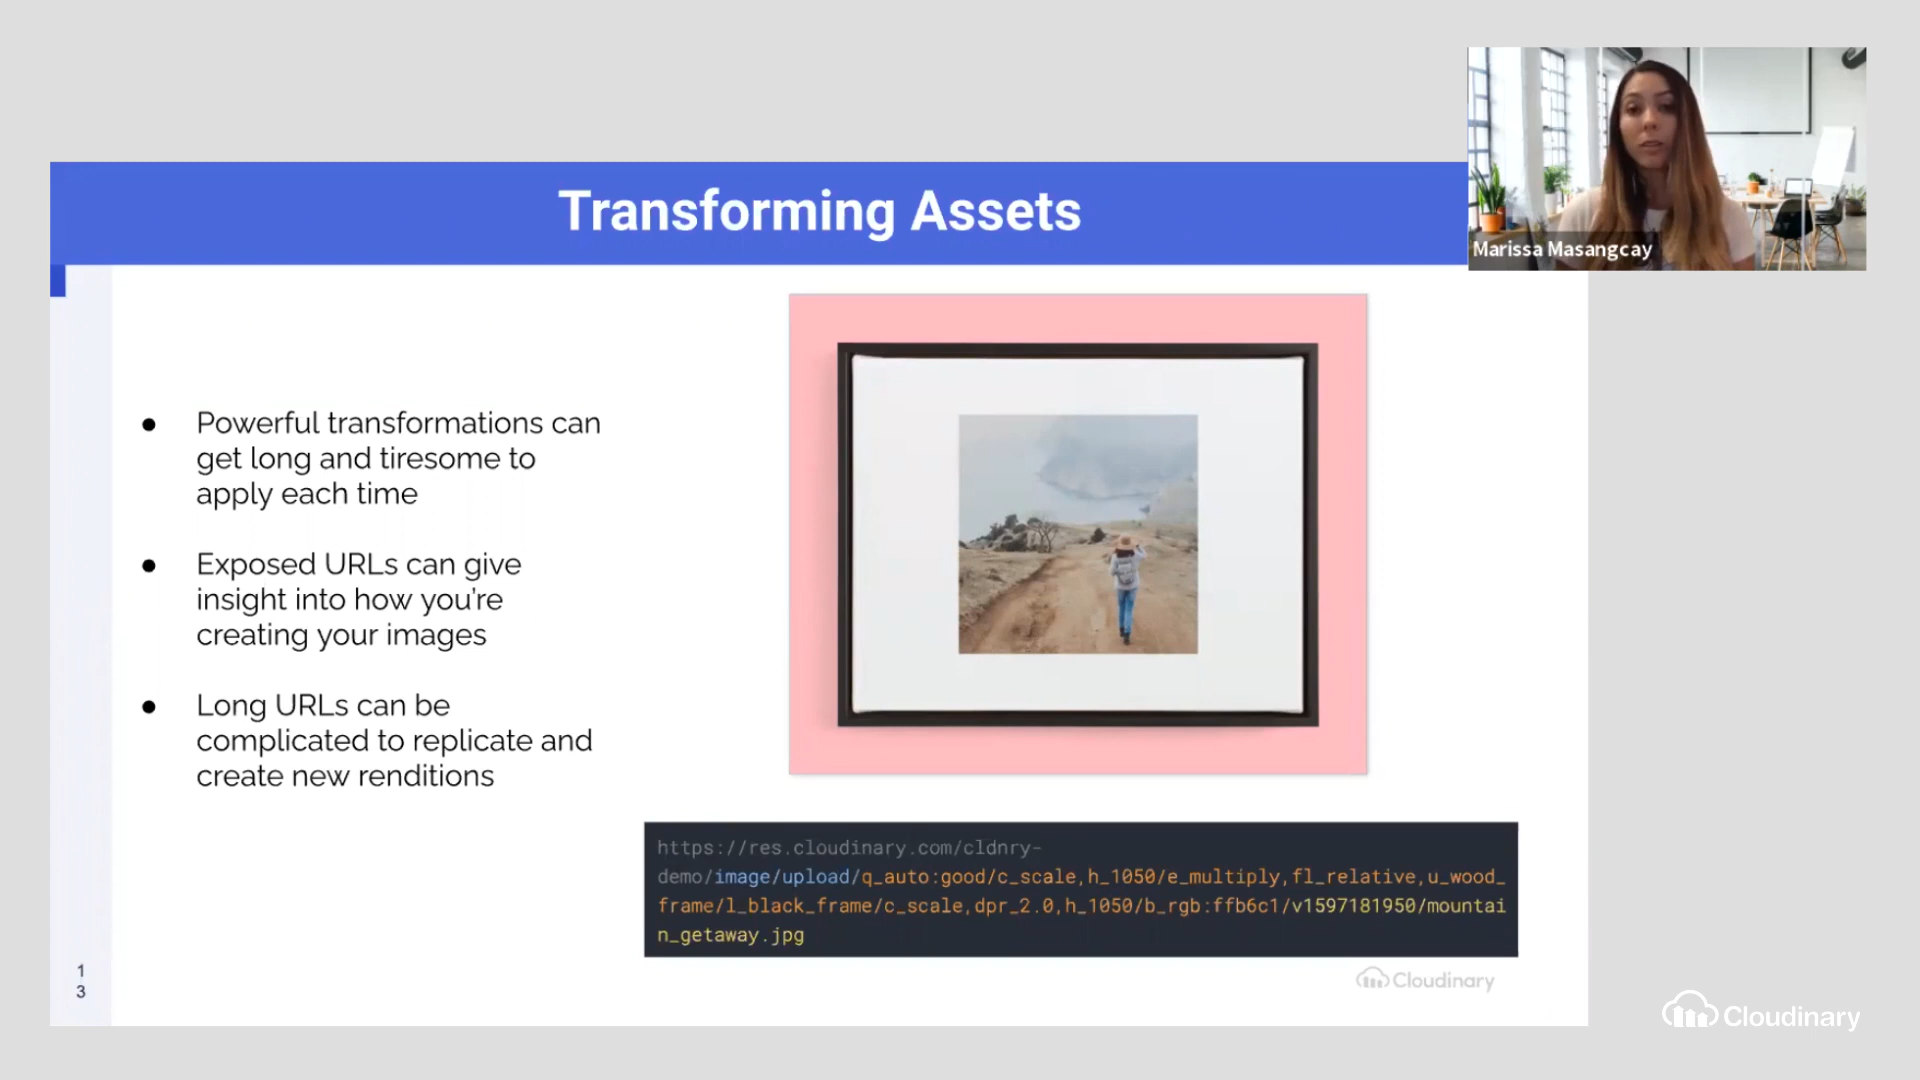 Transforming Assets
Marissa Masangcay
● Powerful transformations can
get long and tiresome to
apply each time
● Exposed URLs can give
insight into how you're
creating your images
● Long URLs can be
complicated to replicate and
create new renditions
https://res.cloudinary.com/cldnry-
demo/image/upload/q_auto:good/c_scale,h_1050/e_multiply,fl_relative,u_wood_
frame/l_black_frame/c_scale,dpr_2.0,h_1050/b_rgb:ffb6c1/v1597181950/mountai
n_getaway.jpg
1
3
Cloudinary
Cloudinary